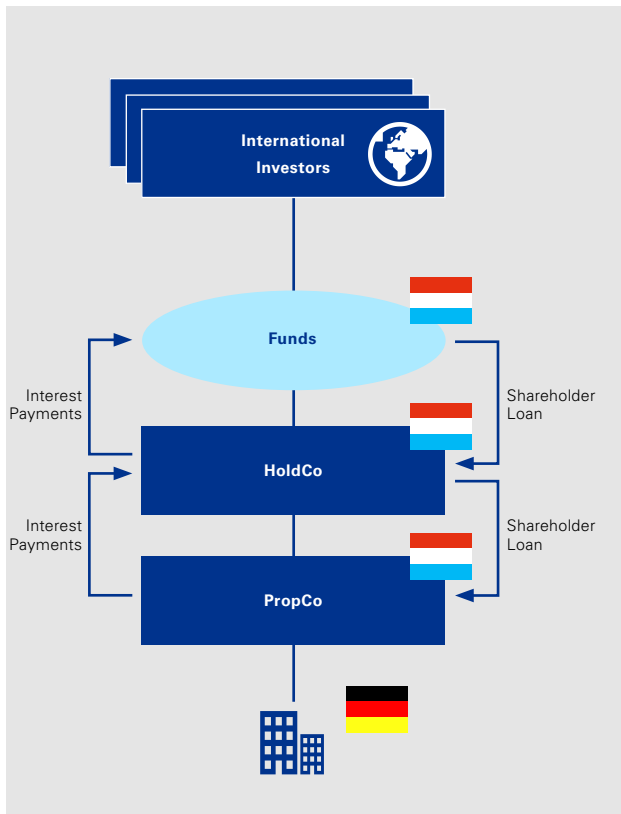 International
Investors
Funds
Interest
Payments
Shareholder
Loan
HoldCo
Interest
Payments
Shareholder
Loan
PropCo